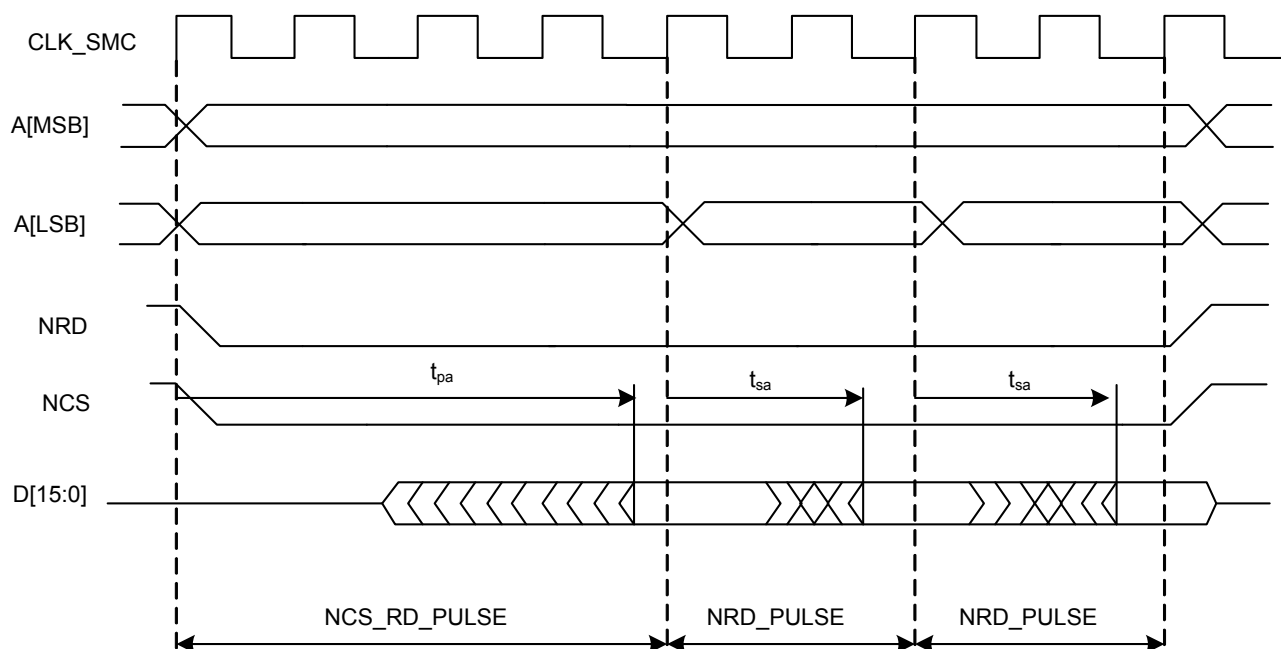 CLK_SMC
A[MSB]
A[LSB]
NRD
NCS
tpa
tsa
tsa
D[15:0]
NCS_RD_PULSE
NRD_PULSE
NRD_PULSE